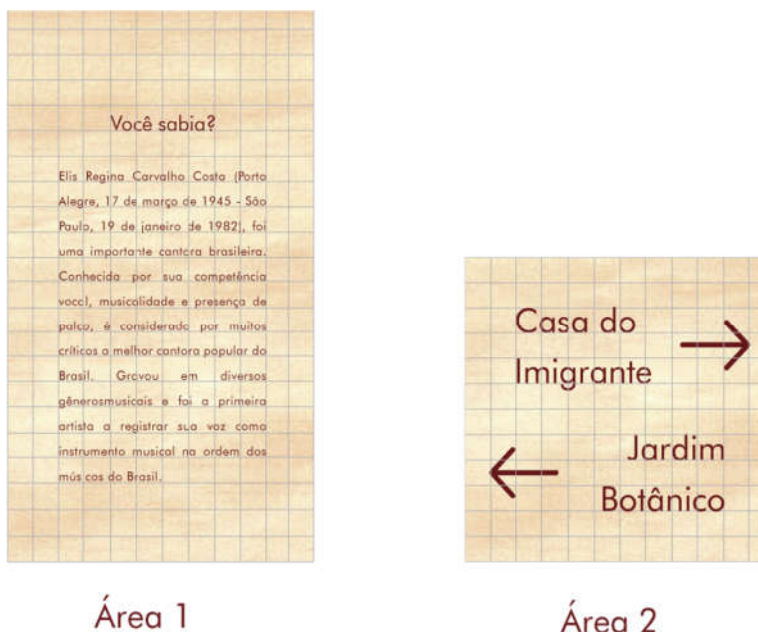 Você sabia?
Elis Regina Carvalho Costa (Porto
Alegre, 17 de março de 1945 - São
Paulo, 19 de janeiro de 1982), foi
uma importante cantora brasileira.
Conhecida por sua competência
vocal, musicalidade e presença de
palco, é considerada por muitos
críticos a melhor cantora popular do
Brasil. Gravou em diversos
gênerosmusicais e foi a primeira
artista a registrar sua voz como
instrumento musical na ordem dos
mús cos do Brasil.
Área 1
Casa do
Imigrante
Jardim
Botânico
Área 2